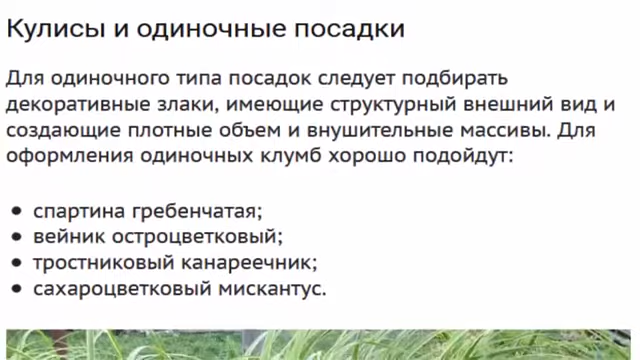 Кулисы и одиночные посадки
Для одиночного типа посадок следует подбирать
декоративные злаки, имеющие структурный внешний вид и
создающие плотные объем и внушительные массивы. Для
оформления одиночных клумб хорошо подойдут:
• спартина гребенчатая;
• вейник остроцветковый;
• тростниковый канареечник;
• сахароцветковый мискантус.